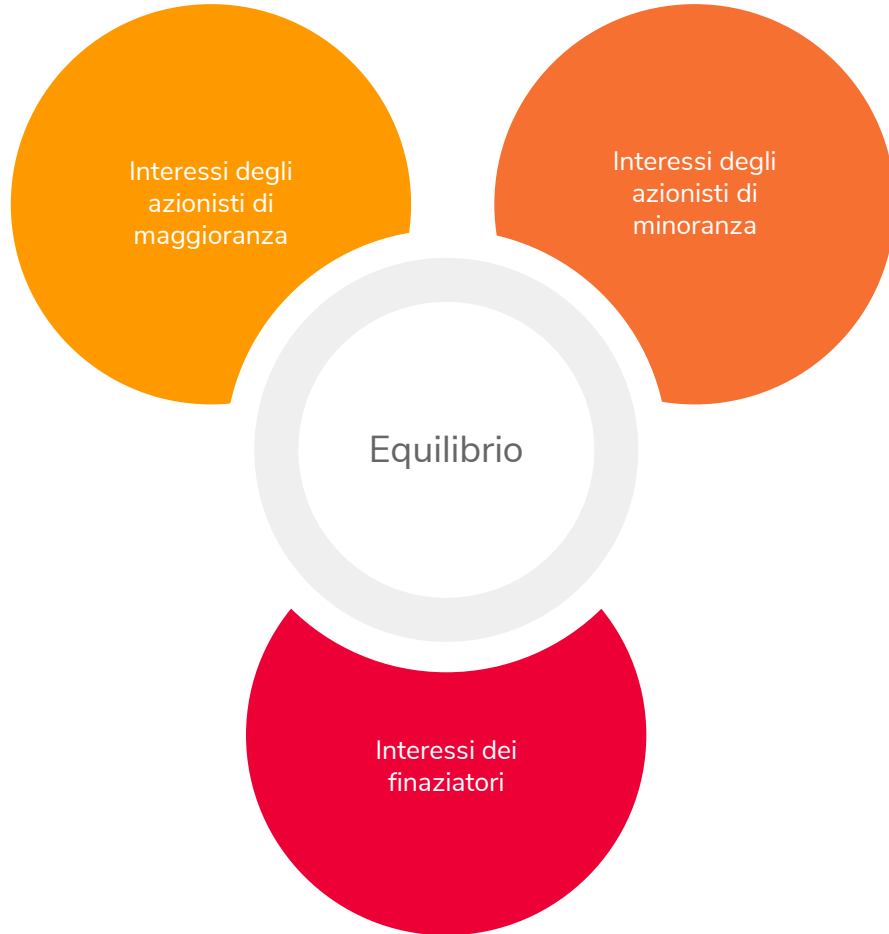 Interessi degli
azionisti di
maggioranza
Interessi degli
azionisti di
minoranza
Equilibrio
Interessi dei
finaziatori